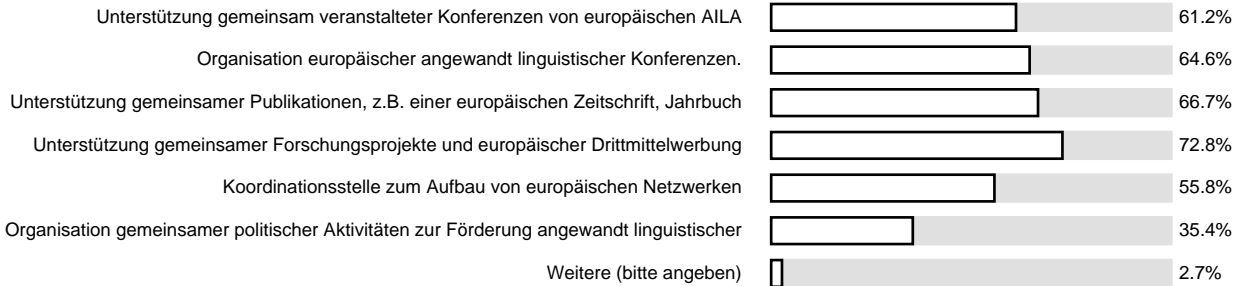 Unterstützung gemeinsam veranstalteter Konferenzen von europäischen AILA 61.2%
Organisation europäischer angewandt linguistischer Konferenzen. 64.6%
Unterstützung gemeinsamer Publikationen, z.B. einer europäischen Zeitschrift, Jahrbuch 66.7%
Unterstützung gemeinsamer Forschungsprojekte und europäischer Drittmittelwerbung 72.8%
Koordinationsstelle zum Aufbau von europäischen Netzwerken 55.8%
Organisation gemeinsamer politischer Aktivitäten zur Förderung angewandt linguistischer 35.4%
Weitere (bitte angeben) 2.7%